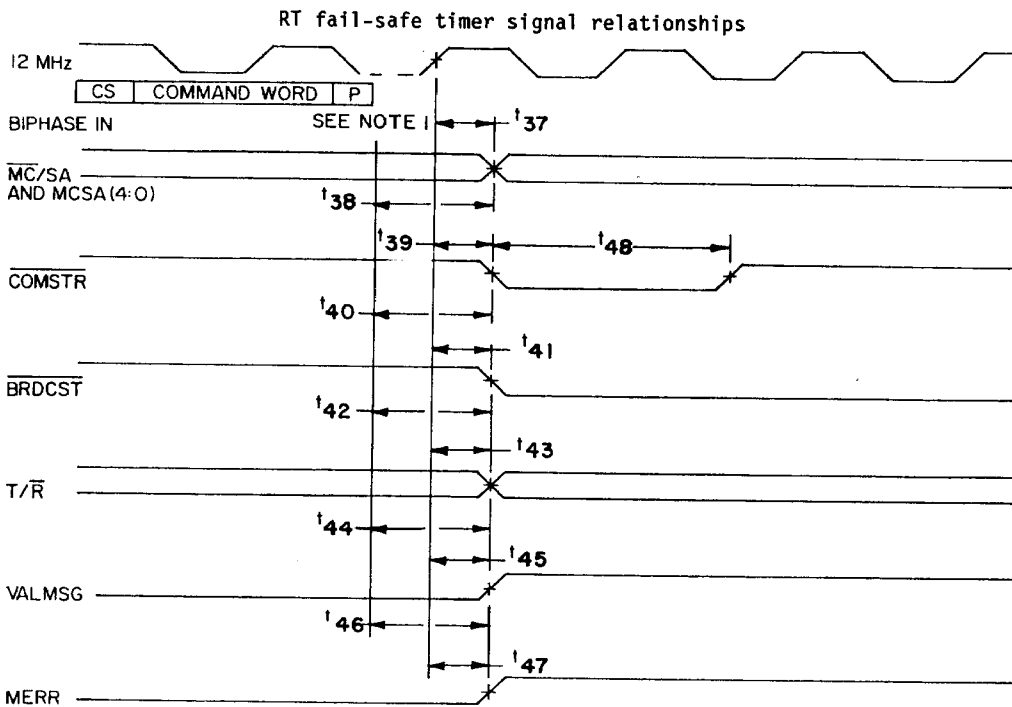 RT fail-safe timer signal relationships
12 MHz
CS COMMAND WORD P
BIPHASE IN SEE NOTE 1 t37
MC/SA
AND MCSA (4:0)
t38
t39 t48
COMSTR
t40
t41
BRDCST
t42
t43
T/R
t44
t45
VALMSG
t46
t47
MERR